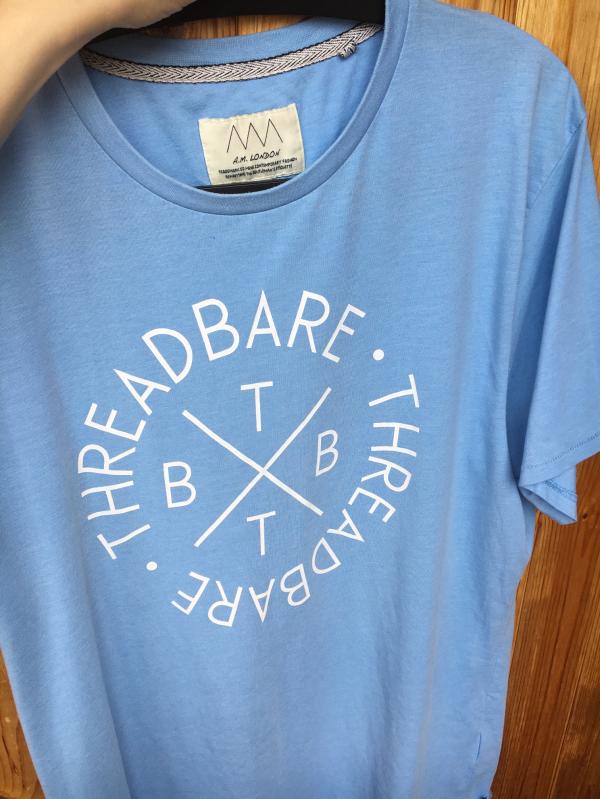 A.M. LONDON
THREADBARE • THREADBARE •
T
B B
T